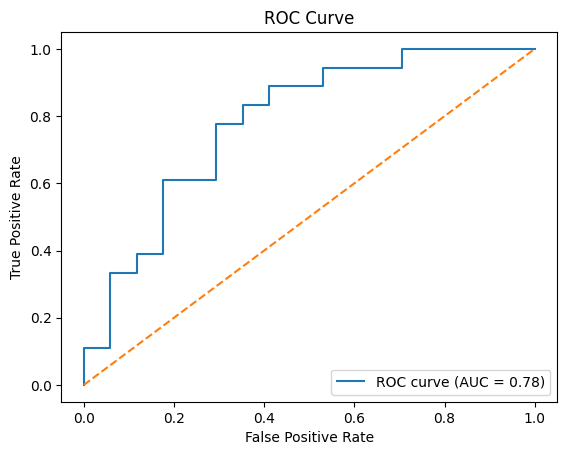 ROC Curve
True Positive Rate
1.0
0.8
0.6
0.4
0.2
0.0
0.0 0.2 0.4 0.6 0.8 1.0
False Positive Rate
ROC curve (AUC = 0.78)